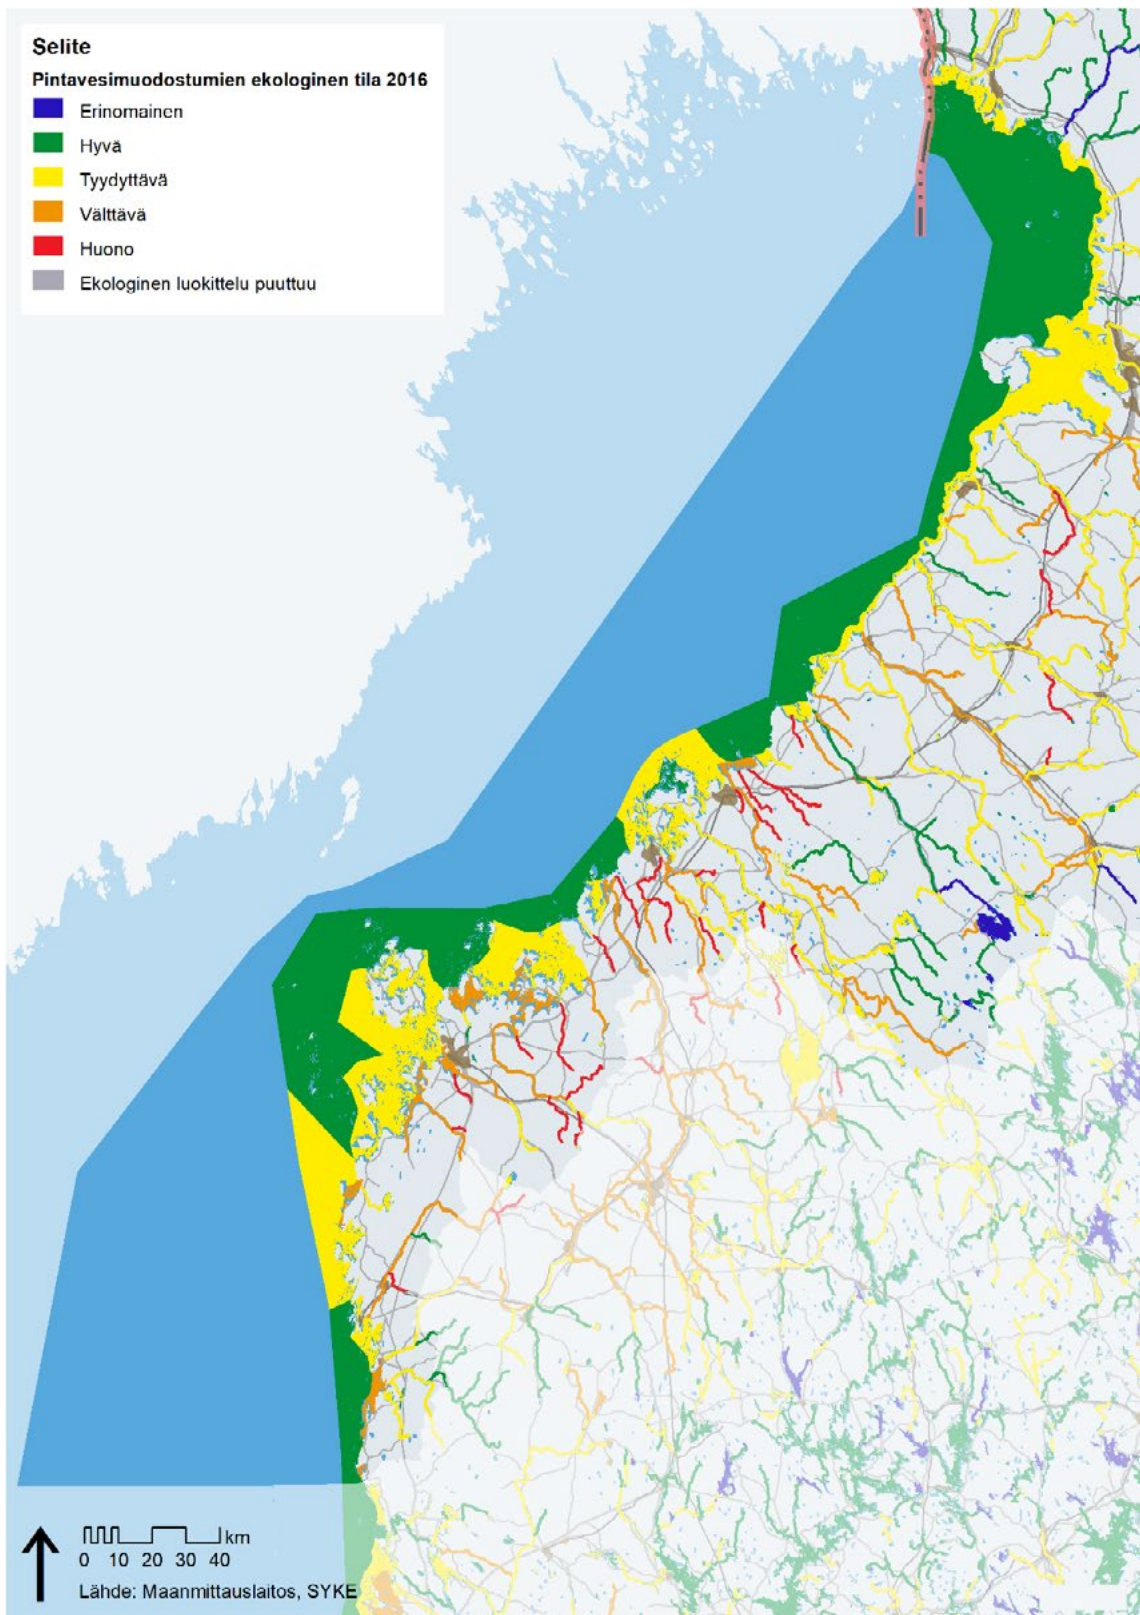 Selite
Pintavesimuodostumien ekologinen tila 2016
Erinomainen
Hyvä
Tyydyttävä
Välttävä
Huono
Ekologinen luokittelu puuttuu
km
0 10 20 30 40
Lähde: Maanmittauslaitos, SYKE